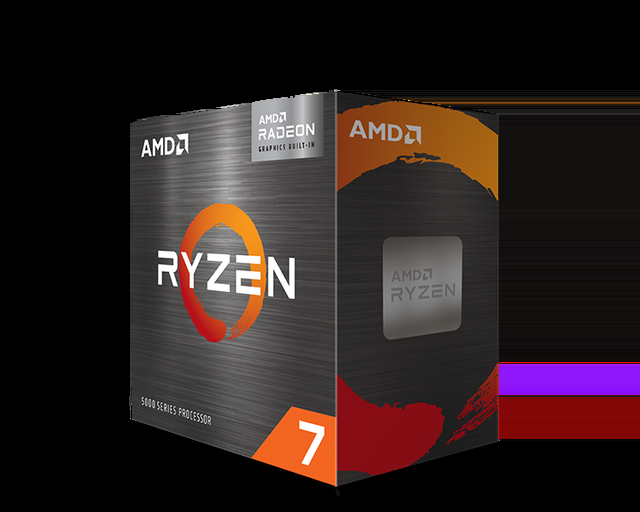 AMD
AMD
RADEON
GRAPHICS BUILT-IN
RYZEN
5000 SERIES PROCESSOR
7
AMD
AMD
RYZEN